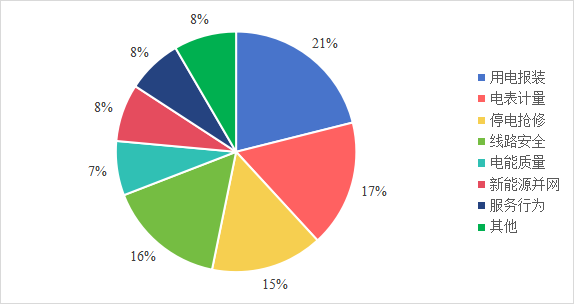 8%
21%
8%
8%
7%
17%
16%
15%
用电报装
电表计量
停电抢修
线路安全
电能质量
新能源并网
服务行为
其他